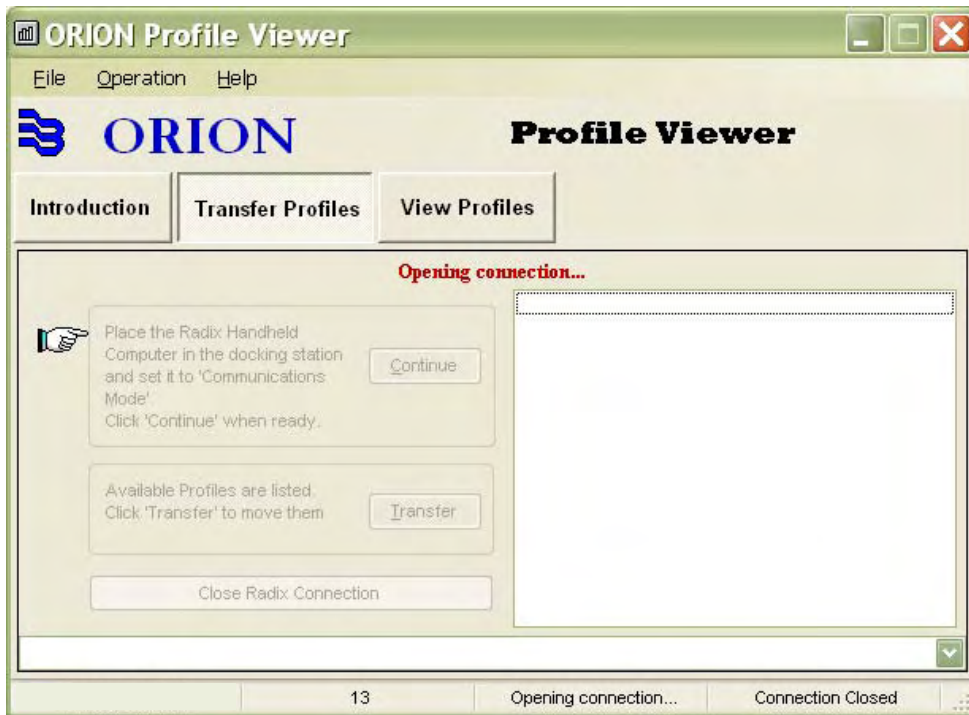 ORION Profile Viewer
File Operation Help
ORION Profile Viewer
Introduction Transfer Profiles View Profiles
Opening connection...
Place the Radix Handheld
Computer in the docking station
and set it to 'Communications
Mode'.
Click 'Continue' when ready.
Continue
Available Profiles are listed.
Click 'Transfer' to move them
Transfer
Close Radix Connection
13 Opening connection... Connection Closed